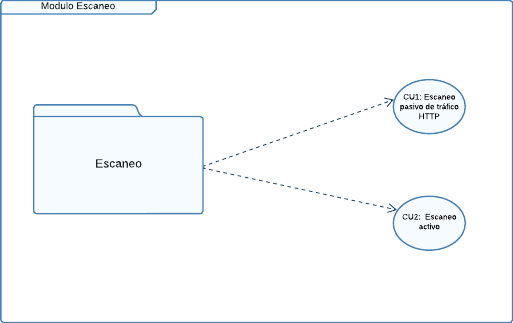 Modulo Escaneo
Escaneo
CU1: Escaneo
pasivo de tráfico
HTTP
CU2: Escaneo
activo